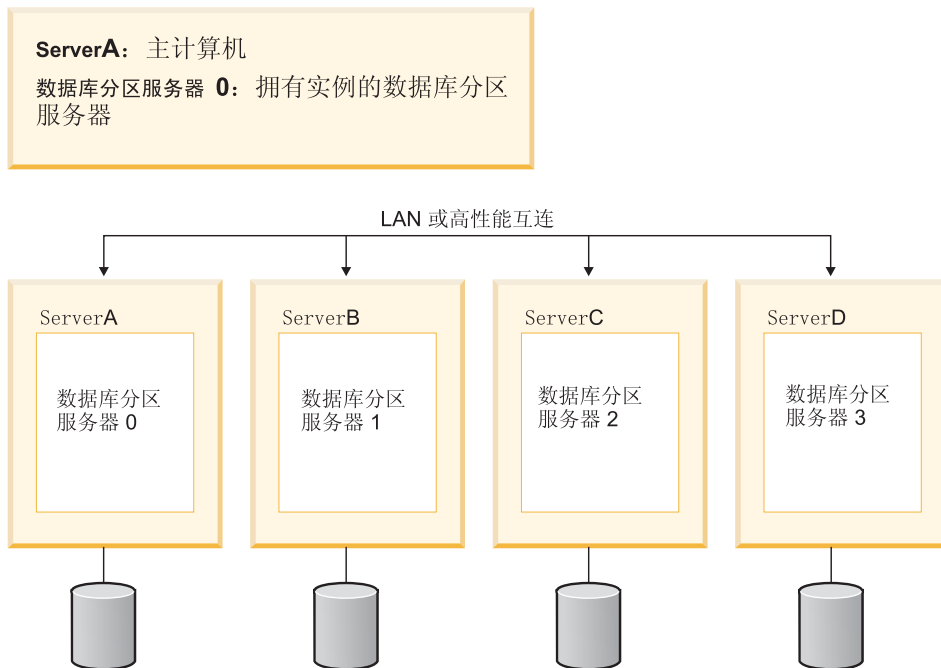 ServerA： 主计算机
数据库分区服务器 0： 拥有实例的数据库分区
服务器
LAN 或高性能互连
ServerA
数据库分区
服务器 0
ServerB
数据库分区
服务器 1
ServerC
数据库分区
服务器 2
ServerD
数据库分区
服务器 3